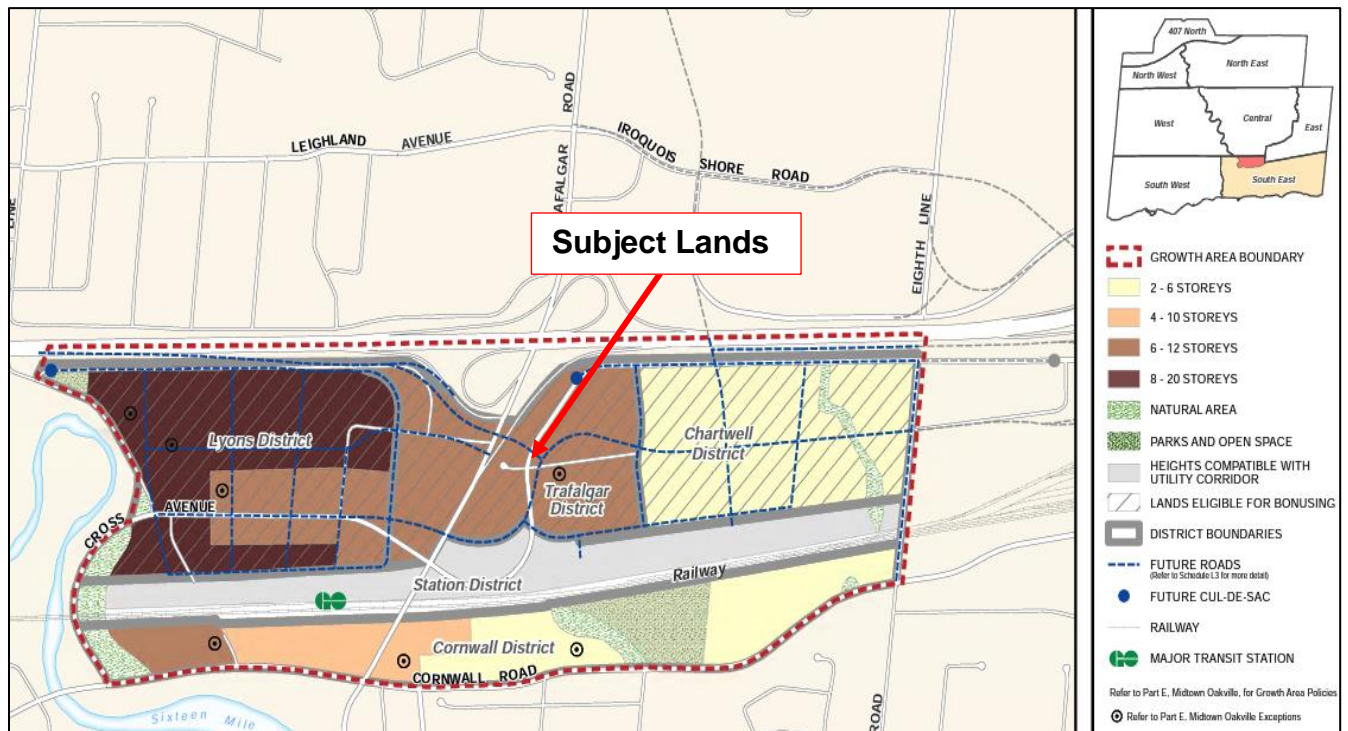 LEIGHLAND AVENUE
IROQUOIS SHORE ROAD
ROAD
AFALGAR
LINE
EIGHTH LINE
Subject Lands
Lyons District
Chartwell
District
Trafalgar
District
CROSS AVENUE
Station District
Railway
Cornwall District
CORNWALL ROAD
Sixteen Mile
ROAD
407 North
North West
North East
West
Central
East
South West
South East
GROWTH AREA BOUNDARY
2 - 6 STOREYS
4 - 10 STOREYS
6 - 12 STOREYS
8 - 20 STOREYS
NATURAL AREA
PARKS AND OPEN SPACE
HEIGHTS COMPATIBLE WITH
UTILITY CORRIDOR
LANDS ELIGIBLE FOR BONUSING
DISTRICT BOUNDARIES
FUTURE ROADS
(Refer to Schedule L3 for more detail)
FUTURE CUL-DE-SAC
RAILWAY
MAJOR TRANSIT STATION
Refer to Part E, Midtown Oakville, for Growth Area Policies
Refer to Part E, Midtown Oakville Exceptions